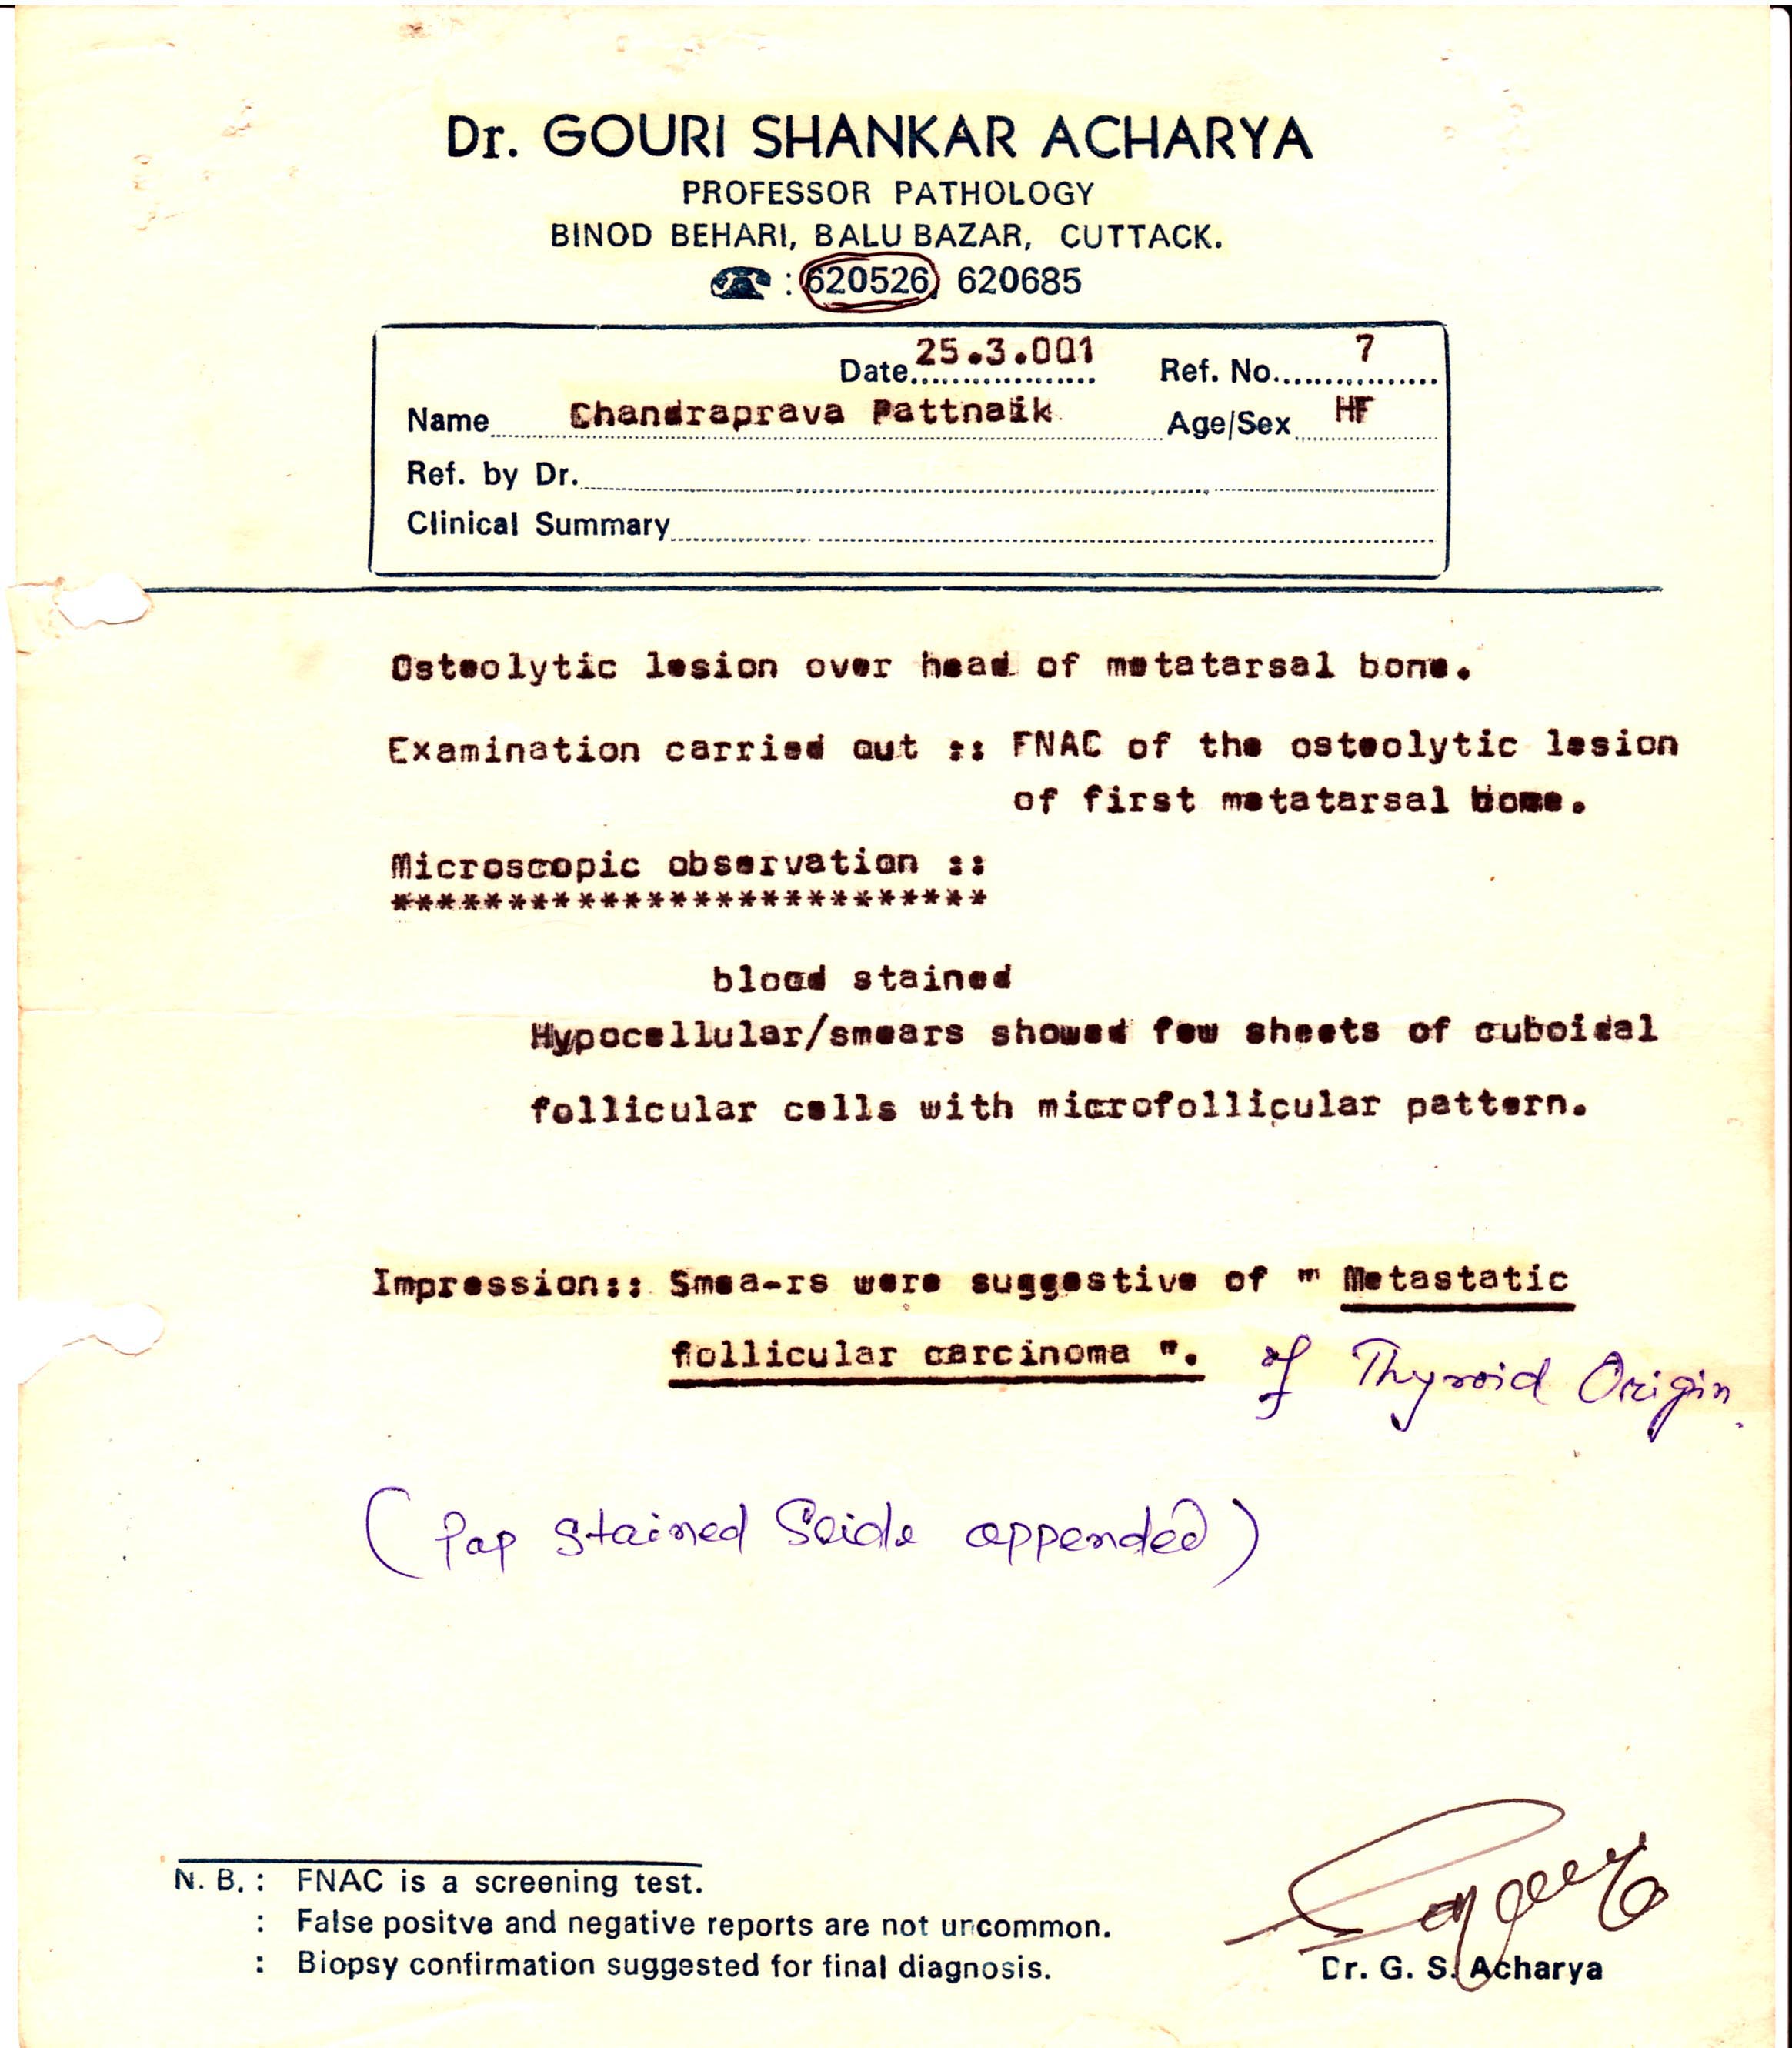 Dr. GOURI SHANKAR ACHARYA
PROFESSOR PATHOLOGY
BINOD BEHARI, BALU BAZAR, CUTTACK.
☎ : 620526, 620685
Date 25.3.001 Ref. No. 7
Name Chandraprava Pattnaik Age/Sex HF
Ref. by Dr.
Clinical Summary
Osteolytic lesion over head of metatarsal bone.
Examination carried out :: FNAC of the osteolytic lesion
of first metatarsal bone.
Microscopic observation ::
**************************
blood stained
Hypocellular/smears showed few sheets of cuboidal
follicular cells with microfollicular pattern.
Impression:: Smea-rs were suggestive of " Metastatic
follicular carcinoma ". of Thyroid Origin.
(Pap stained Slide appended)
N. B. : FNAC is a screening test.
: False positve and negative reports are not uncommon.
: Biopsy confirmation suggested for final diagnosis.
Dr. G. S. Acharya